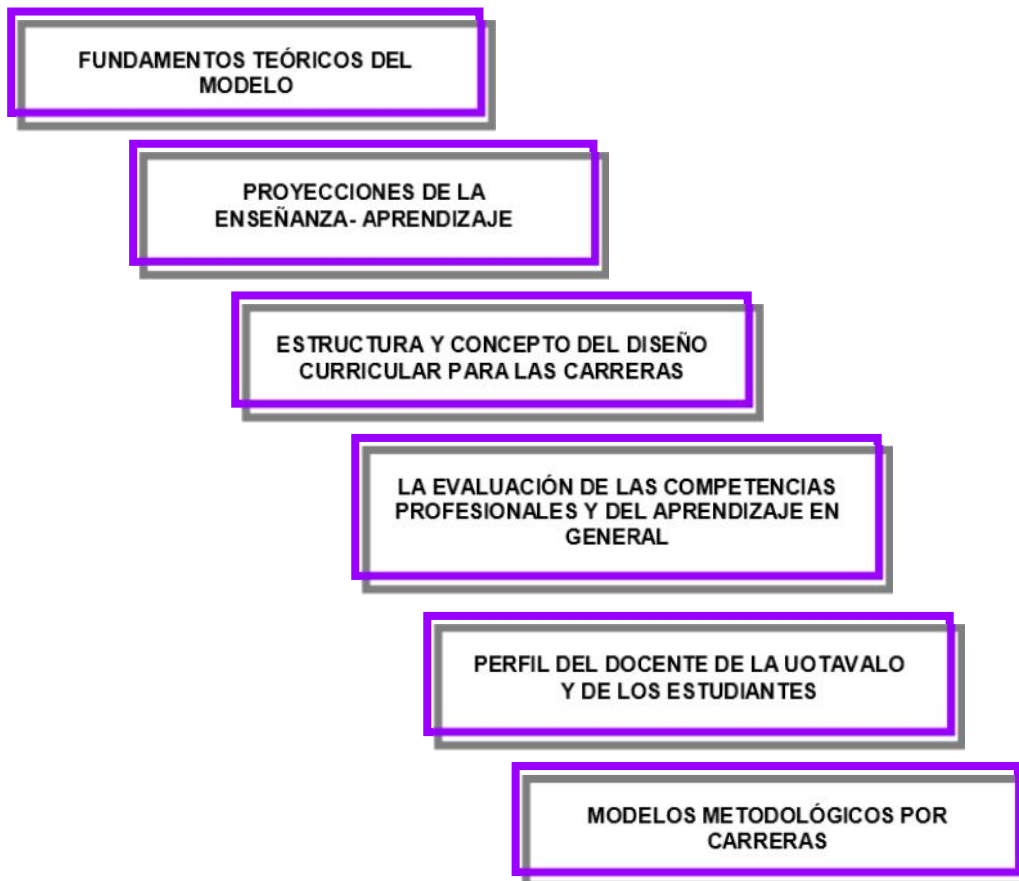 FUNDAMENTOS TEÓRICOS DEL
MODELO
PROYECCIONES DE LA
ENSEÑANZA- APRENDIZAJE
ESTRUCTURA Y CONCEPTO DEL DISEÑO
CURRICULAR PARA LAS CARRERAS
LA EVALUACIÓN DE LAS COMPETENCIAS
PROFESIONALES Y DEL APRENDIZAJE EN
GENERAL
PERFIL DEL DOCENTE DE LA UOTAVALO
Y DE LOS ESTUDIANTES
MODELOS METODOLÓGICOS POR
CARRERAS